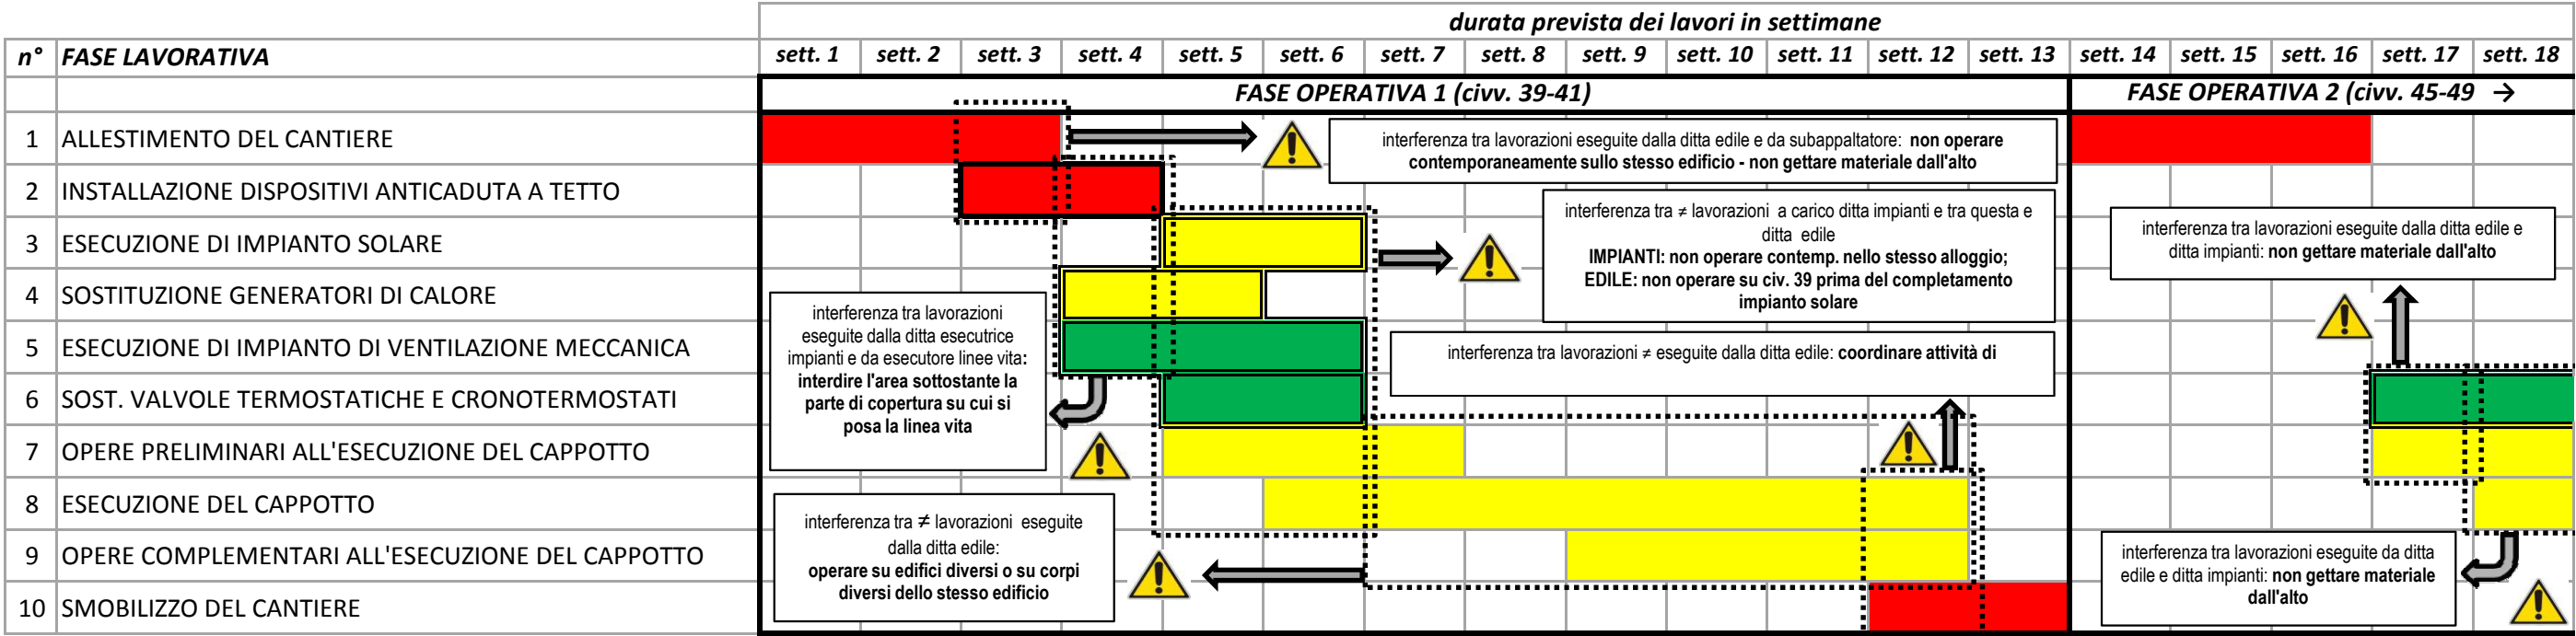 durata prevista dei lavori in settimane
n° FASE LAVORATIVA sett. 1 sett. 2 sett. 3 sett. 4 sett. 5 sett. 6 sett. 7 sett. 8 sett. 9 sett. 10 sett. 11 sett. 12 sett. 13 sett. 14 sett. 15 sett. 16 sett. 17 sett. 18
FASE OPERATIVA 1 (civv. 39-41) FASE OPERATIVA 2 (civv. 45-49 →
1 ALLESTIMENTO DEL CANTIERE
2 INSTALLAZIONE DISPOSITIVI ANTICADUTA A TETTO
3 ESECUZIONE DI IMPIANTO SOLARE
4 SOSTITUZIONE GENERATORI DI CALORE
5 ESECUZIONE DI IMPIANTO DI VENTILAZIONE MECCANICA
6 SOST. VALVOLE TERMOSTATICHE E CRONOTERMOSTATI
7 OPERE PRELIMINARI ALL'ESECUZIONE DEL CAPPOTTO
8 ESECUZIONE DEL CAPPOTTO
9 OPERE COMPLEMENTARI ALL'ESECUZIONE DEL CAPPOTTO
10 SMOBILIZZO DEL CANTIERE
interferenza tra lavorazioni eseguite dalla ditta edile e da subappaltatore: non operare
contemporaneamente sullo stesso edificio - non gettare materiale dall'alto
interferenza tra ≠ lavorazioni a carico ditta impianti e tra questa e
ditta edile
IMPIANTI: non operare contemp. nello stesso alloggio;
EDILE: non operare su civ. 39 prima del completamento
impianto solare
interferenza tra lavorazioni eseguite dalla ditta edile e
ditta impianti: non gettare materiale dall'alto
interferenza tra lavorazioni
eseguite dalla ditta esecutrice
impianti e da esecutore linee vita:
interdire l'area sottostante la
parte di copertura su cui si
posa la linea vita
interferenza tra lavorazioni ≠ eseguite dalla ditta edile: coordinare attività di
interferenza tra ≠ lavorazioni eseguite
dalla ditta edile:
operare su edifici diversi o su corpi
diversi dello stesso edificio
interferenza tra lavorazioni eseguite da ditta
edile e ditta impianti: non gettare materiale
dall'alto